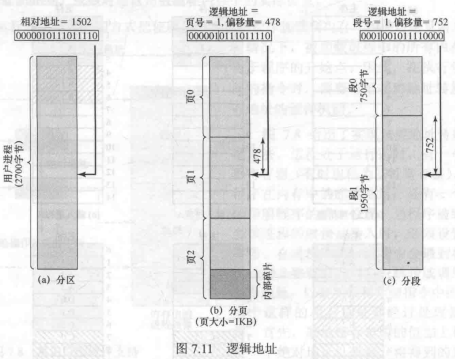 相对地址 = 1502
0000010111011110
用户进程
(2700字节)
(a) 分区
逻辑地址 =
页号 = 1, 偏移量 = 478
0000010111011110
页0
页1
478
页2
内部碎片
(b) 分页
(页大小=1KB)
逻辑地址 =
段号 = 1, 偏移量 = 752
0001001011110000
段0
750字节
752
段1
1950字节
(c) 分段
图 7.11 逻辑地址